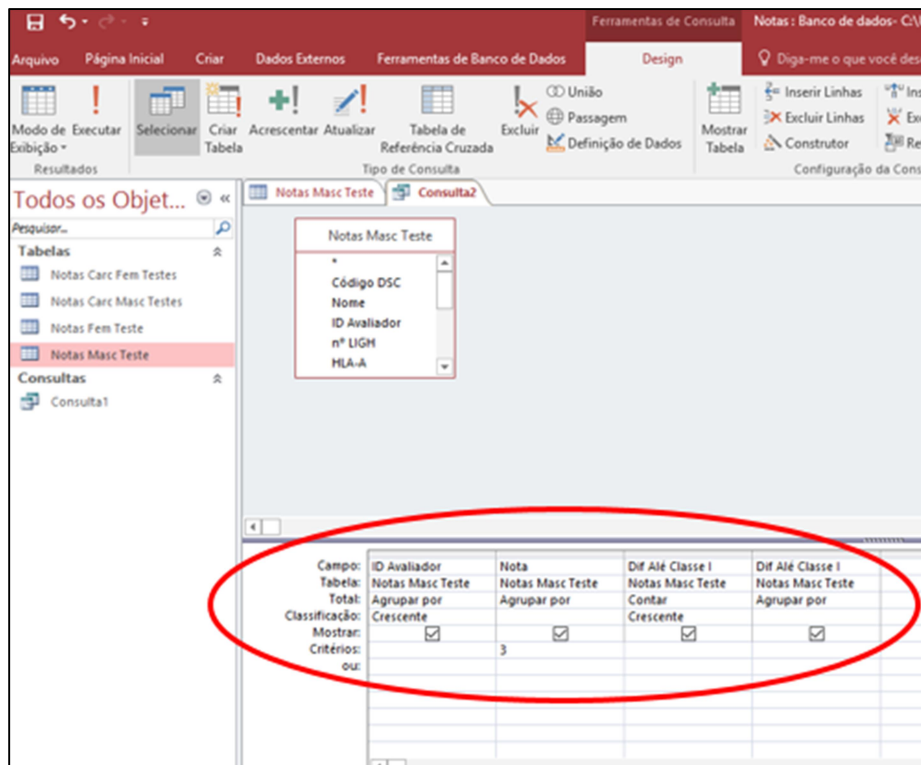 Ferramentas de Consulta Notas : Banco de dados- C:\
Arquivo Página Inicial Criar Dados Externos Ferramentas de Banco de Dados Design Diga-me o que você des
Modo de Exibição
Executar
Selecionar
Criar Tabela
Acrescentar
Atualizar
Tabela de Referência Cruzada
Excluir
União
Passagem
Definição de Dados
Mostrar Tabela
Inserir Linhas
Excluir Linhas
Construtor
Ins
Ex
Re
Resultados Tipo de Consulta Configuração da Cons
Todos os Objet...
Pesquisar...
Tabelas
Notas Carc Fem Testes
Notas Carc Masc Testes
Notas Fem Teste
Notas Masc Teste
Consultas
Consulta1
Notas Masc Teste Consulta2
Notas Masc Teste
*
Código DSC
Nome
ID Avaliador
nº LIGH
HLA-A
Campo: ID Avaliador Nota Dif Alé Classe I Dif Alé Classe I
Tabela: Notas Masc Teste Notas Masc Teste Notas Masc Teste Notas Masc Teste
Total: Agrupar por Agrupar por Contar Agrupar por
Classificação: Crescente Crescente
Mostrar:
Critérios: 3
ou: